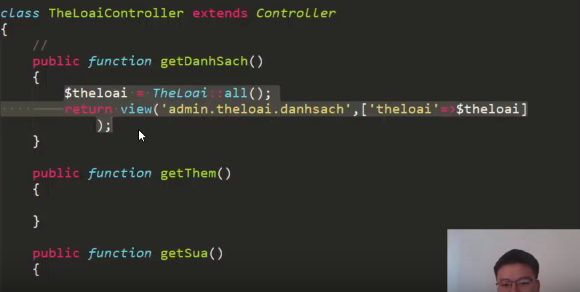 class TheLoaiController extends Controller
{
//
public function getDanhSach()
{
$theloai = TheLoai::all();
return view('admin.theloai.danhsach',['theloai'=>$theloai]
);
}
public function getThem()
{
}
public function getSua()
{